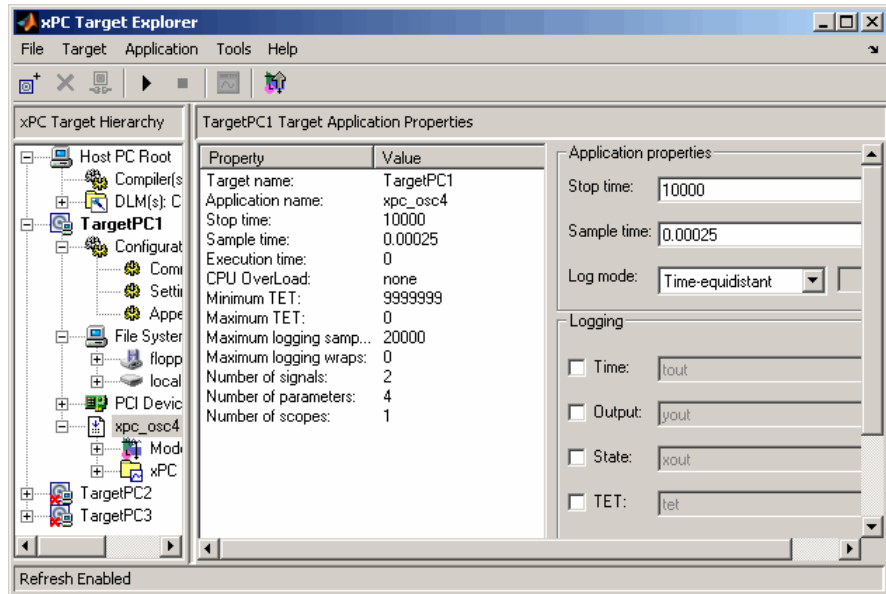 xPC Target Explorer
File Target Application Tools Help
xPC Target Hierarchy
TargetPC1 Target Application Properties
Host PC Root
Compiler(s
DLM(s): C
TargetPC1
Configurat
Comm
Settin
Appe
File System
flopp
local
PCI Devic
xpc_osc4
Mod
xPC
TargetPC2
TargetPC3
Property Value
Target name: TargetPC1
Application name: xpc_osc4
Stop time: 10000
Sample time: 0.00025
Execution time: 0
CPU OverLoad: none
Minimum TET: 9999999
Maximum TET: 0
Maximum logging samp... 20000
Maximum logging wraps: 0
Number of signals: 2
Number of parameters: 4
Number of scopes: 1
Application properties
Stop time: 10000
Sample time: 0.00025
Log mode: Time-equidistant
Logging
Time: tout
Output: yout
State: xout
TET: tet
Refresh Enabled